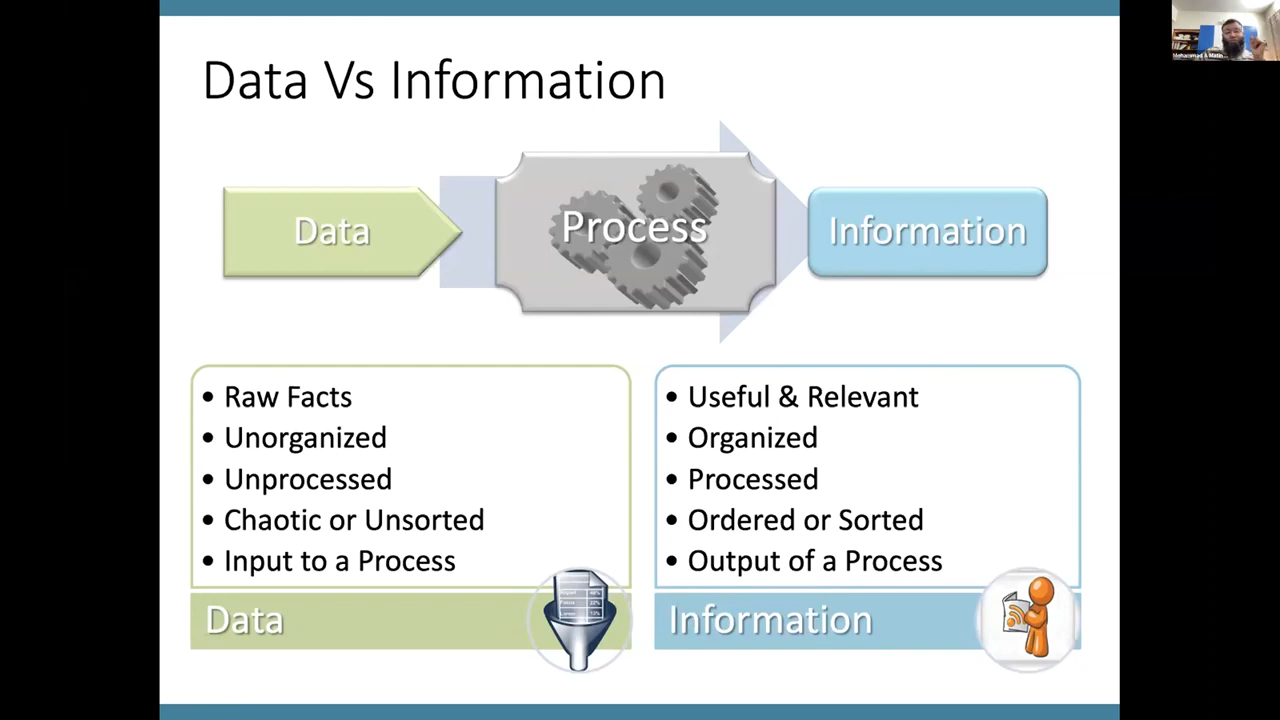 Data Vs Information
Data
Process
Information
• Raw Facts
• Unorganized
• Unprocessed
• Chaotic or Unsorted
• Input to a Process
Data
• Useful & Relevant
• Organized
• Processed
• Ordered or Sorted
• Output of a Process
Information